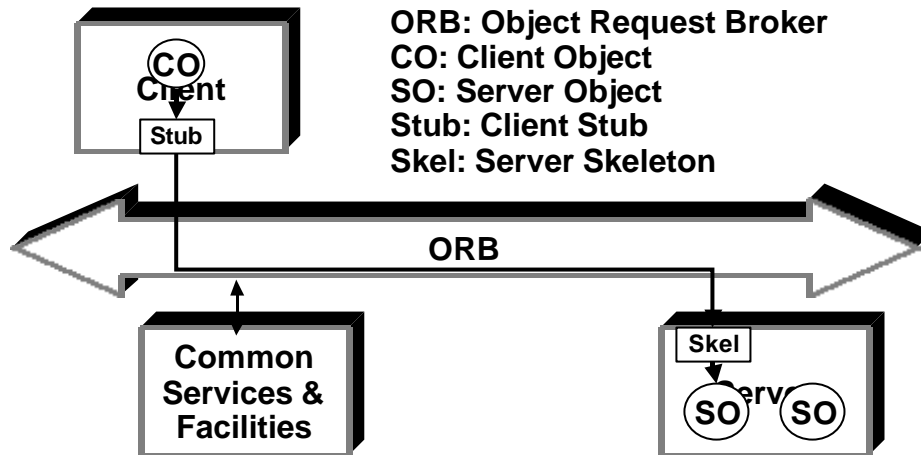 ORB: Object Request Broker
CO: Client Object
SO: Server Object
Stub: Client Stub
Skel: Server Skeleton
CO
Client
Stub
ORB
Common
Services &
Facilities
Skel
SO
SO